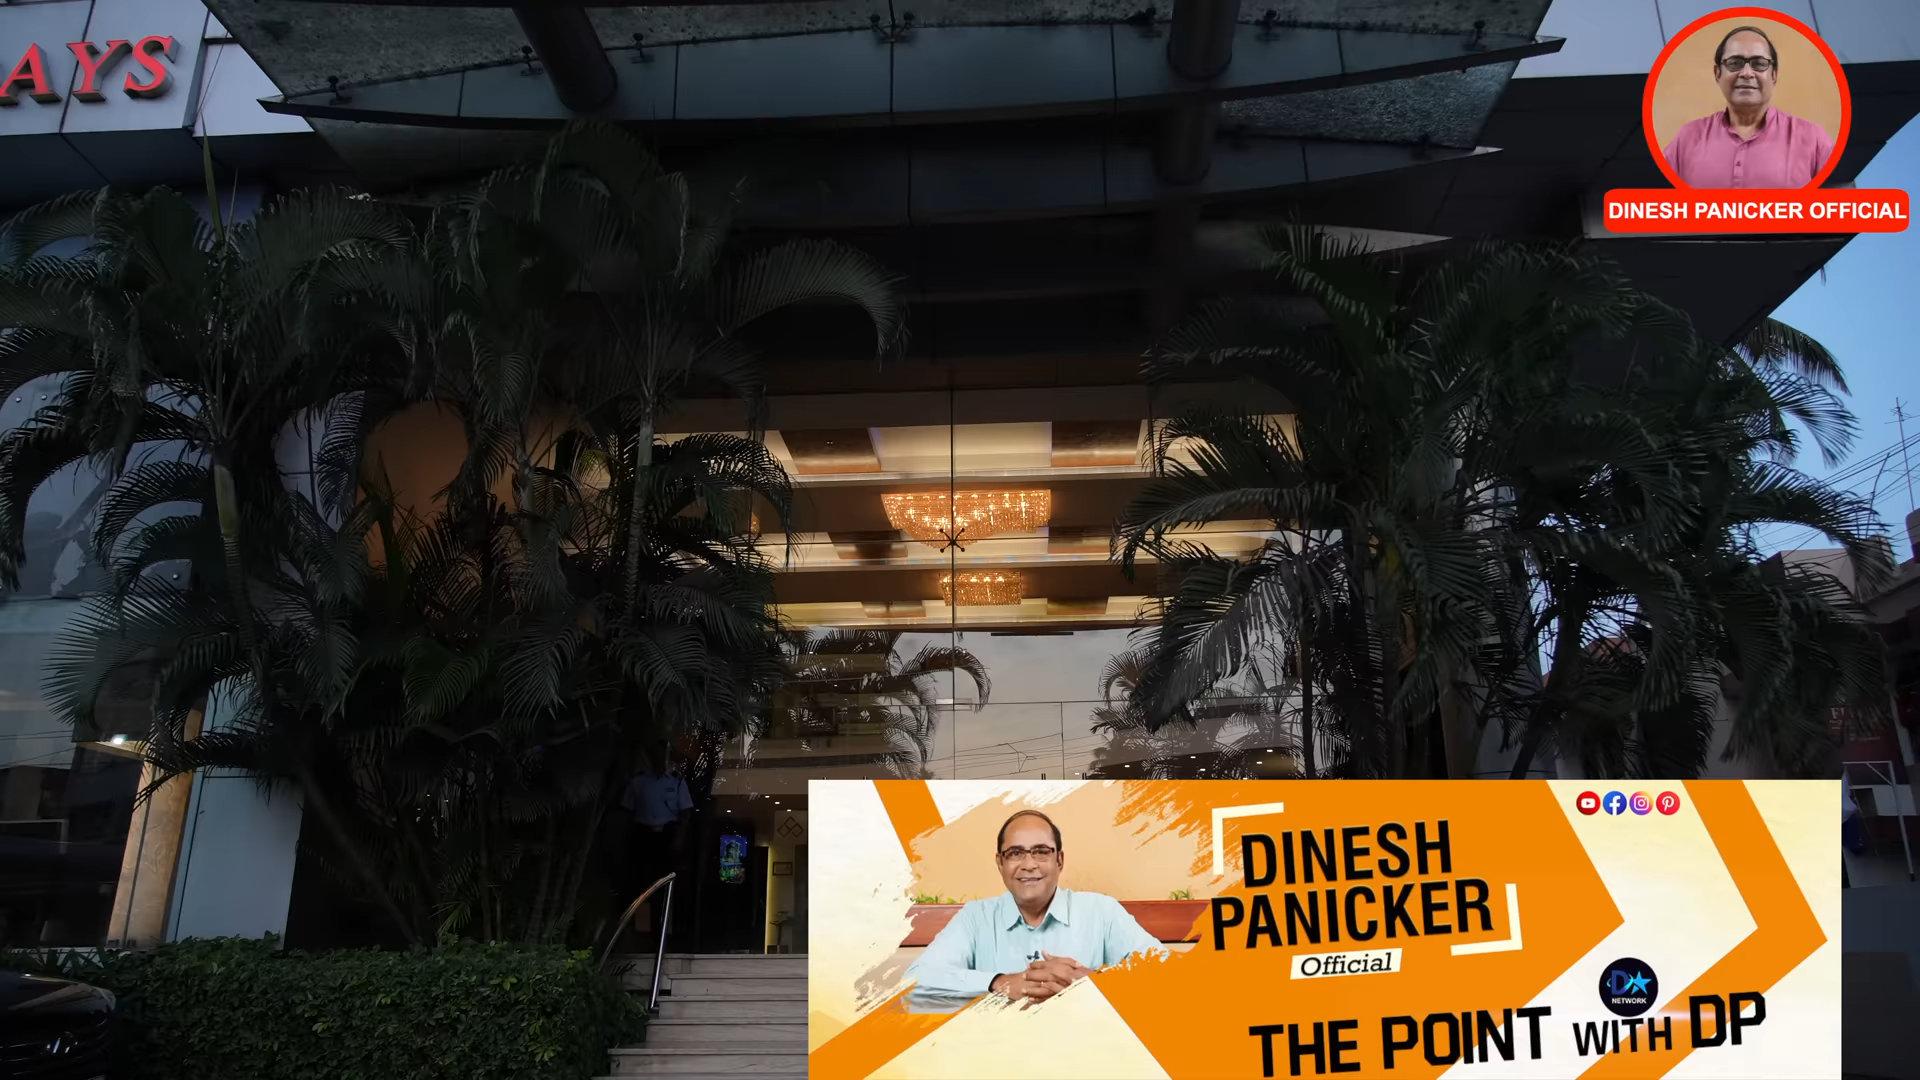 AYS
DINESH PANICKER OFFICIAL
DINESH
PANICKER
Official
D
NETWORK
THE POINT WITH DP